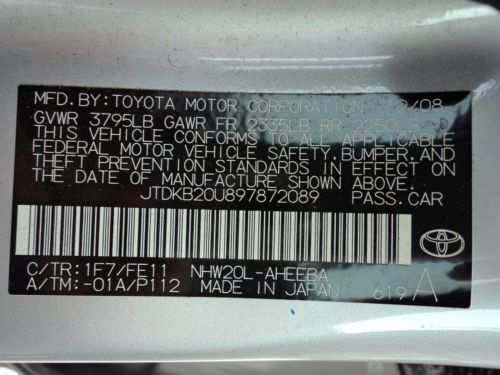 MFD.BY:TOYOTA MOTOR CORPORATION 12/08
GVWR 3795LB GAWR FR 2335LB RR 2250LB
THIS VEHICLE CONFORMS TO ALL APPLICABLE
FEDERAL MOTOR VEHICLE SAFETY,BUMPER,AND
THEFT PREVENTION STANDARDS IN EFFECT ON
THE DATE OF MANUFACTURE SHOWN ABOVE.
JTDKB20U897872089 PASS.CAR
C/TR:1F7/FE11 NHW20L-AHEEBA
A/TM:-01A/P112 MADE IN JAPAN 619 A